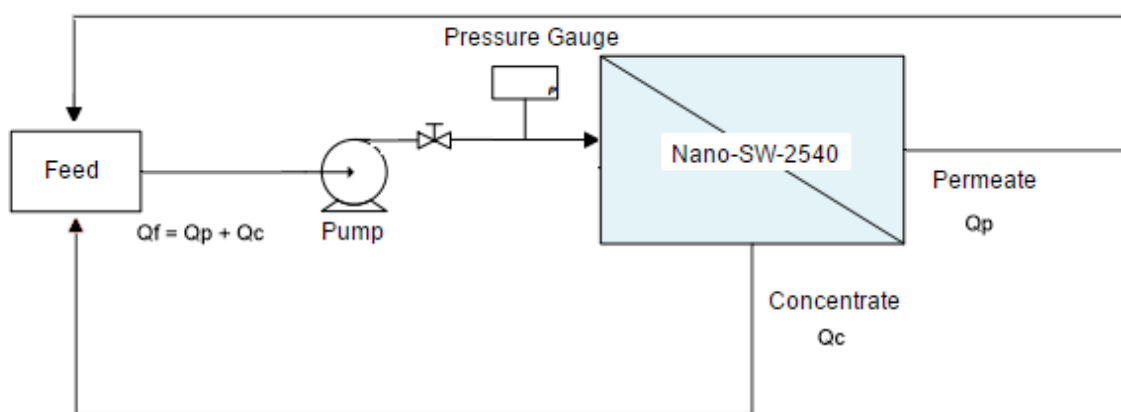 Pressure Gauge
P
Feed
Nano-SW-2540
Permeate
Qp
Qf = Qp + Qc
Pump
Concentrate
Qc